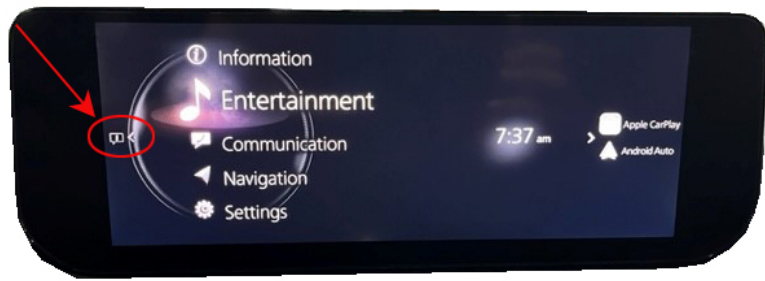 Information
Entertainment
Communication
Navigation
Settings
7:37 am
Apple CarPlay
Android Auto